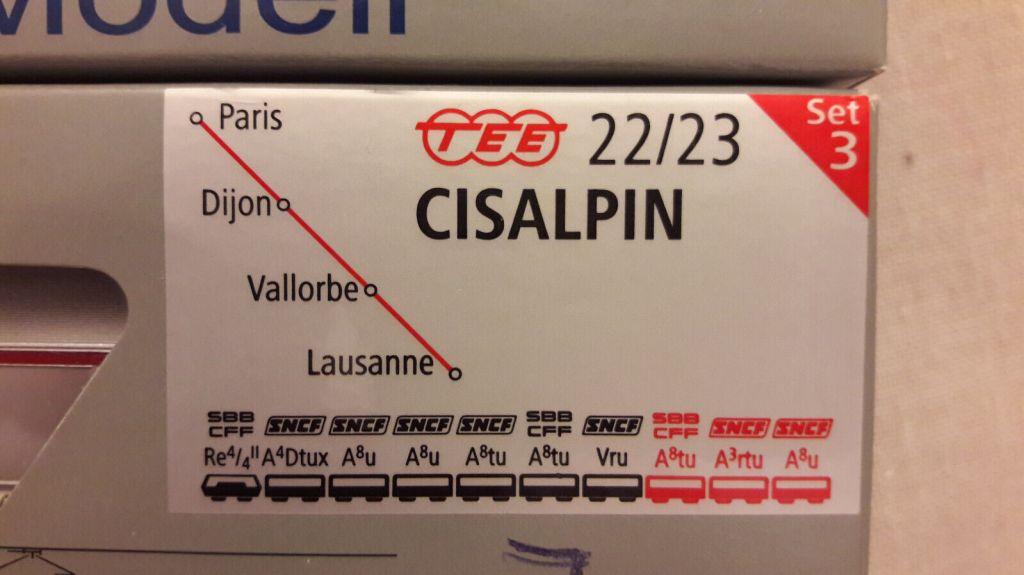 Modell
Paris
TEE 22/23
Set 3
Dijon
CISALPIN
Vallorbe
Lausanne
SBB CFF SNCF SNCF SNCF SNCF SBB CFF SNCF SBB CFF SNCF SNCF
Re⁴/₄ᴵᴵ A⁴Dtux A⁸u A⁸u A⁸tu A⁸tu Vru A⁸tu A³rtu A⁸u